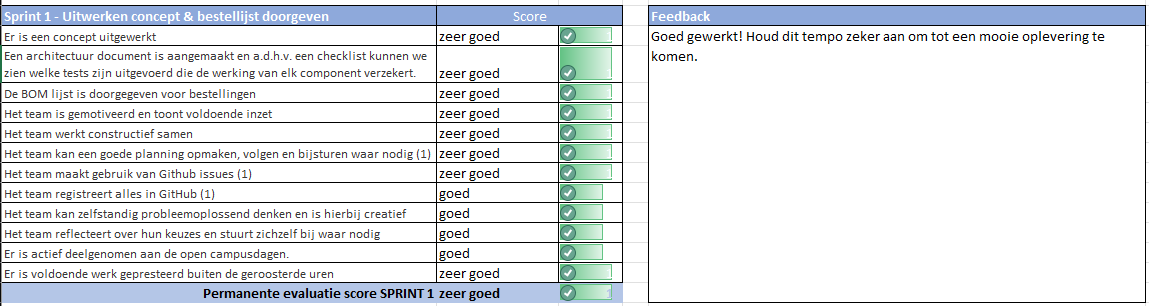 Sprint 1 - Uitwerken concept & bestellijst doorgeven Score
Er is een concept uitgewerkt zeer goed
Een architectuur document is aangemaakt en a.d.h.v. een checklist kunnen we
zien welke tests zijn uitgevoerd die de werking van elk component verzekert. zeer goed
De BOM lijst is doorgegeven voor bestellingen zeer goed
Het team is gemotiveerd en toont voldoende inzet zeer goed
Het team werkt constructief samen zeer goed
Het team kan een goede planning opmaken, volgen en bijsturen waar nodig (1) zeer goed
Het team maakt gebruik van Github issues (1) zeer goed
Het team registreert alles in GitHub (1) goed
Het team kan zelfstandig probleemoplossend denken en is hierbij creatief goed
Het team reflecteert over hun keuzes en stuurt zichzelf bij waar nodig goed
Er is actief deelgenomen aan de open campusdagen. goed
Er is voldoende werk gepresteerd buiten de geroosterde uren zeer goed
Permanente evaluatie score SPRINT 1 zeer goed
Feedback
Goed gewerkt! Houd dit tempo zeker aan om tot een mooie oplevering te
komen.